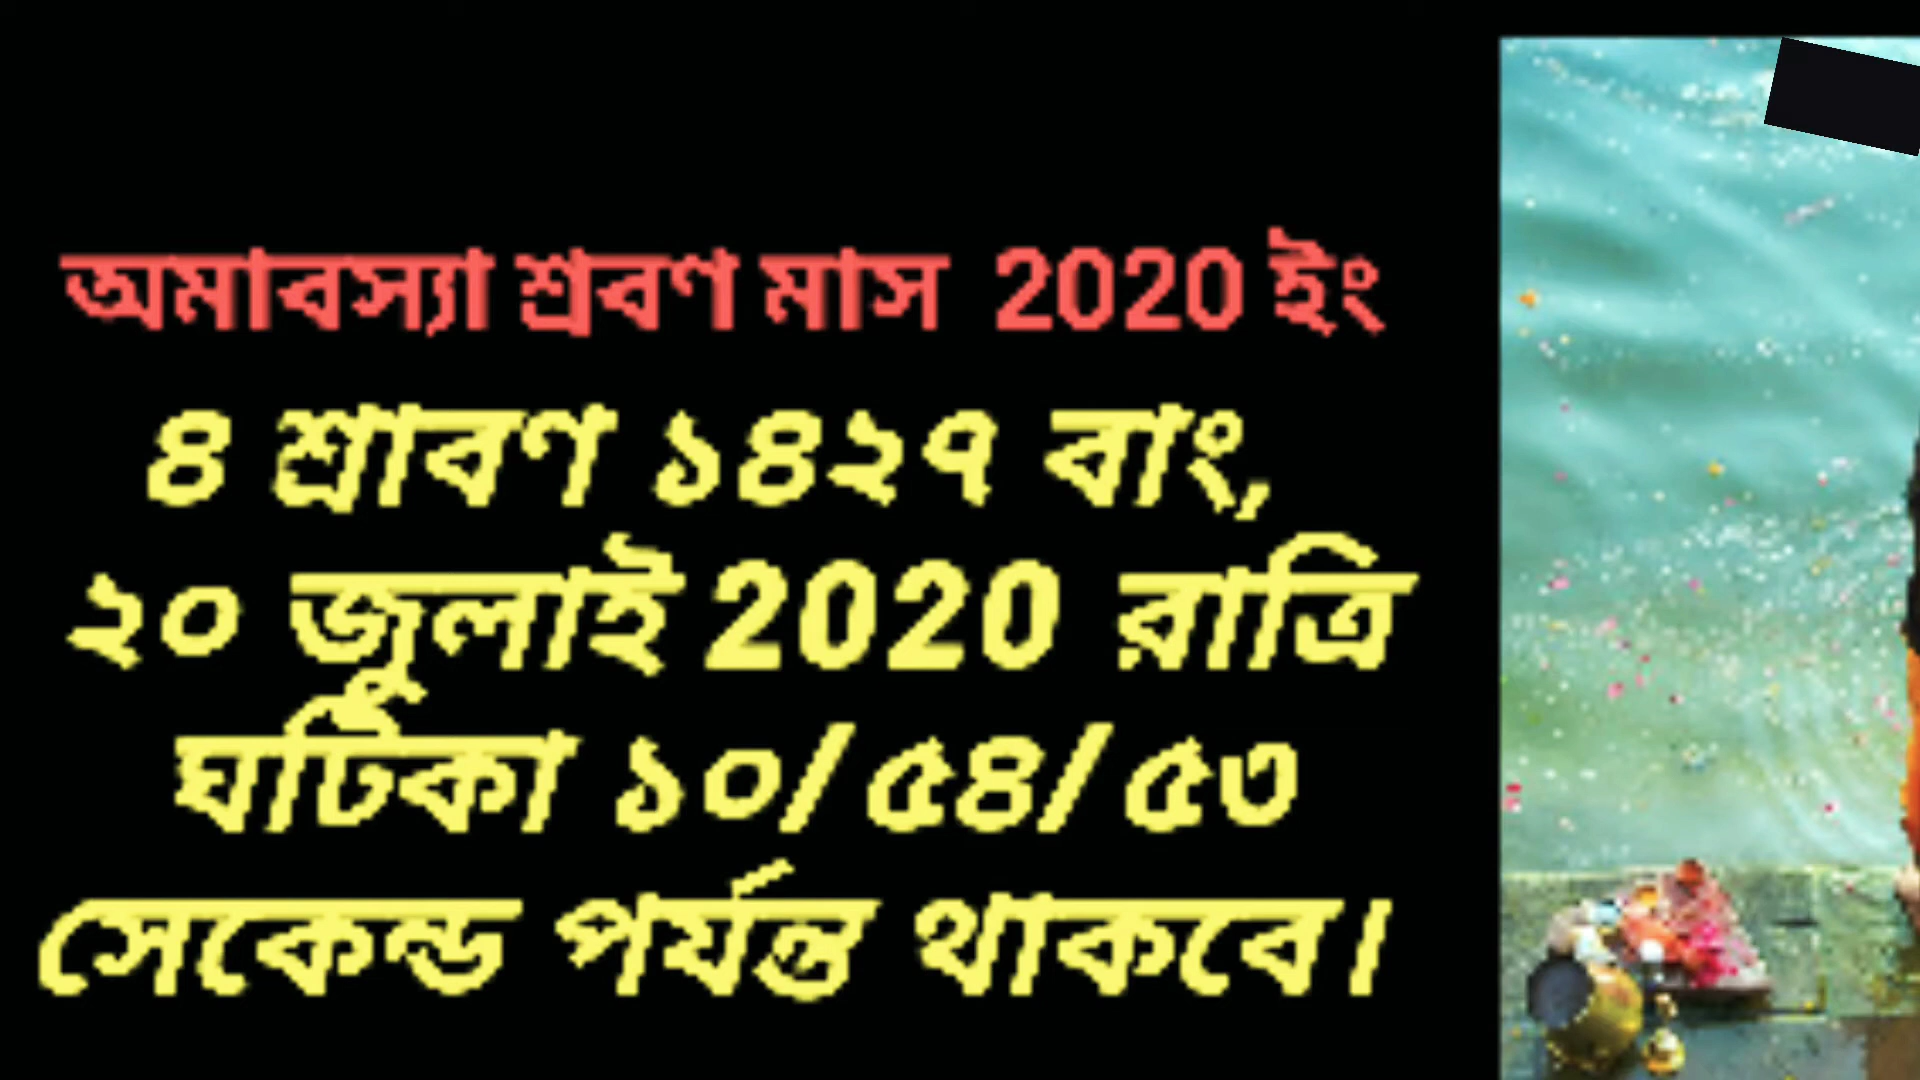 অমাবস্যা শ্রবণ মাস 2020 ইং
৪ শ্রাবণ ১৪২৭ বাং,
২০ জুলাই 2020 রাত্রি
ঘটিকা ১০/৫৪/৫৩
সেকেন্ড পর্যন্ত থাকবে।